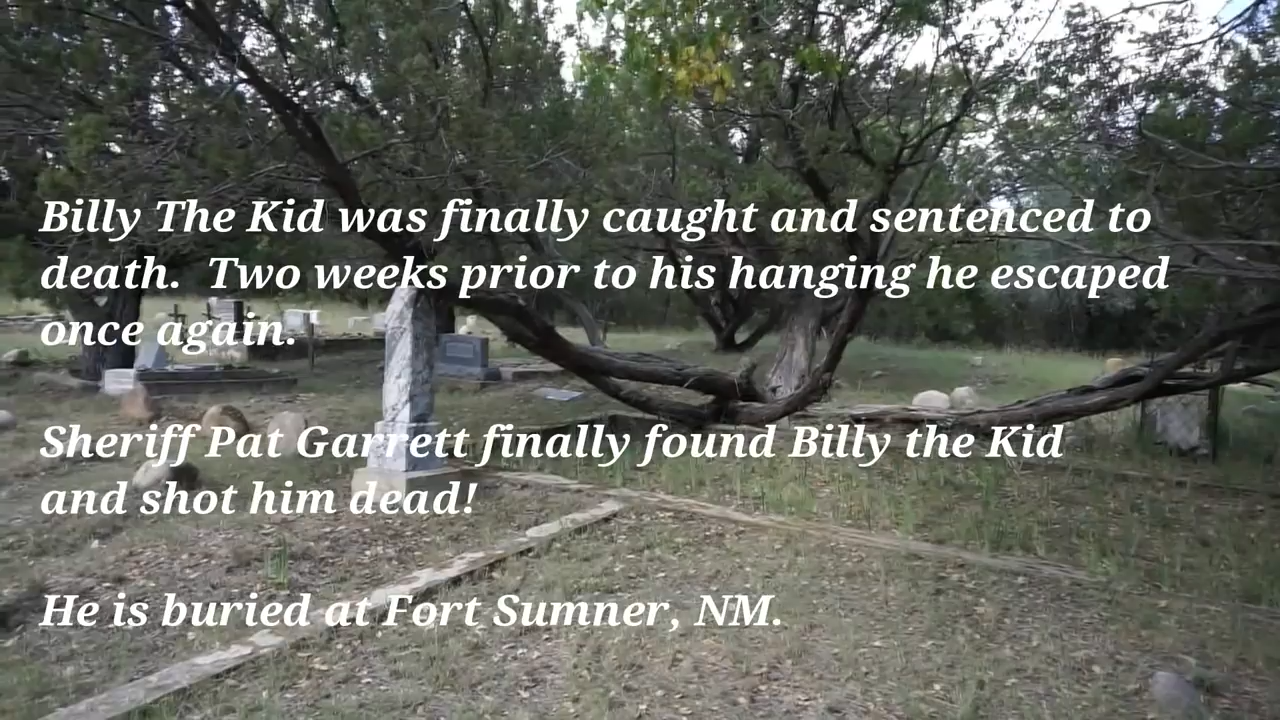 Billy The Kid was finally caught and sentenced to
death.  Two weeks prior to his hanging he escaped
once again.
Sheriff Pat Garrett finally found Billy the Kid
and shot him dead!
He is buried at Fort Sumner, NM.